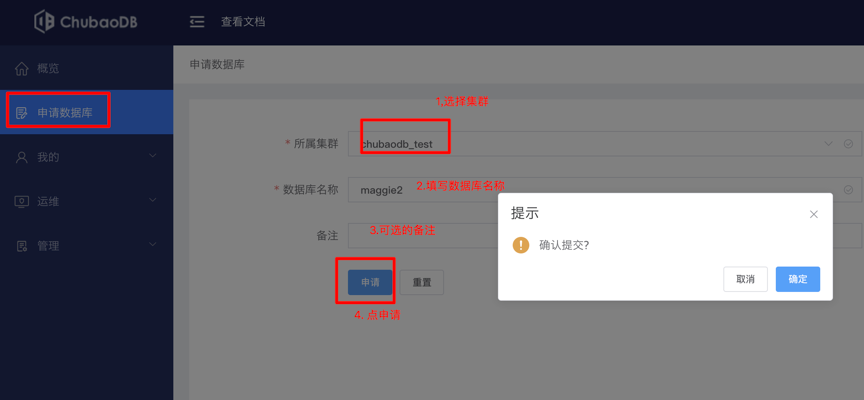 ChubaoDB
查看文档
概览
申请数据库
我的
运维
管理
申请数据库
1,选择集群
* 所属集群
chubaodb_test
* 数据库名称
maggie2
2.填写数据库名称
备注
3.可选的备注
申请
重置
4. 点申请
提示
确认提交?
取消
确定